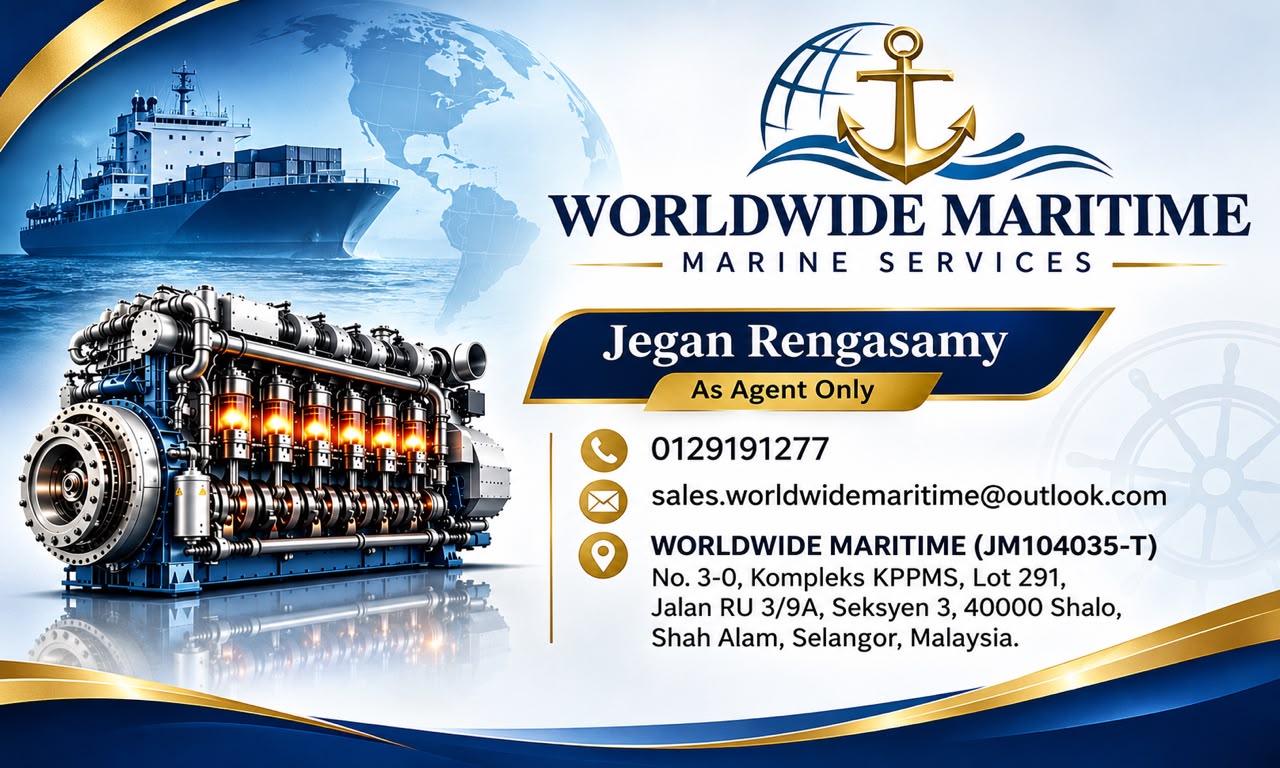 WORLDWIDE MARITIME
MARINE SERVICES
Jegan Rengasamy
As Agent Only
0129191277
sales.worldwidemaritime@outlook.com
WORLDWIDE MARITIME (JM104035-T)
No. 3-0, Kompleks KPPMS, Lot 291,
Jalan RU 3/9A, Seksyen 3, 40000 Shalo,
Shah Alam, Selangor, Malaysia.